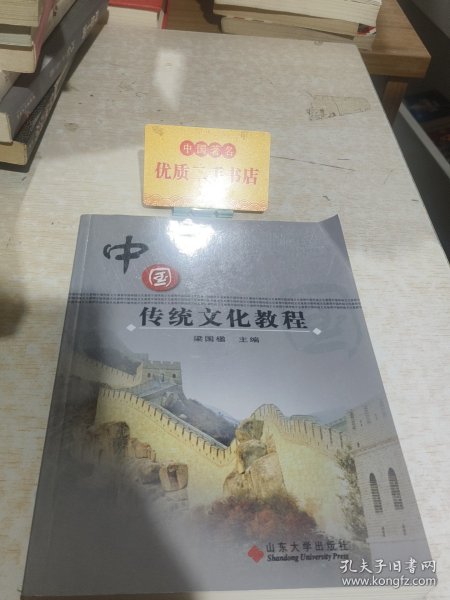 中国著名
优质二手书店
中
国
传统文化教程
梁国楹 主编
山东大学出版社
Shandong University Press
孔夫子旧书网
www.kongfz.com